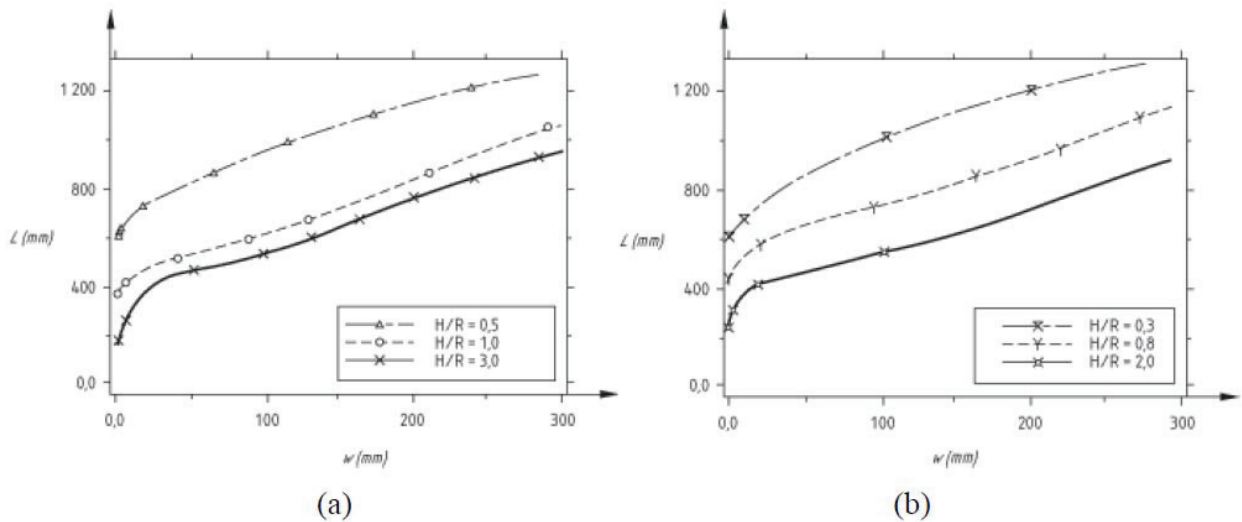 1 200
800
L (mm)
400
0,0
H/R = 0,5
H/R = 1,0
H/R = 3,0
0,0 100 200 300
w (mm)
(a)
1 200
800
L (mm)
400
0,0
H/R = 0,3
H/R = 0,8
H/R = 2,0
0,0 100 200 300
w (mm)
(b)